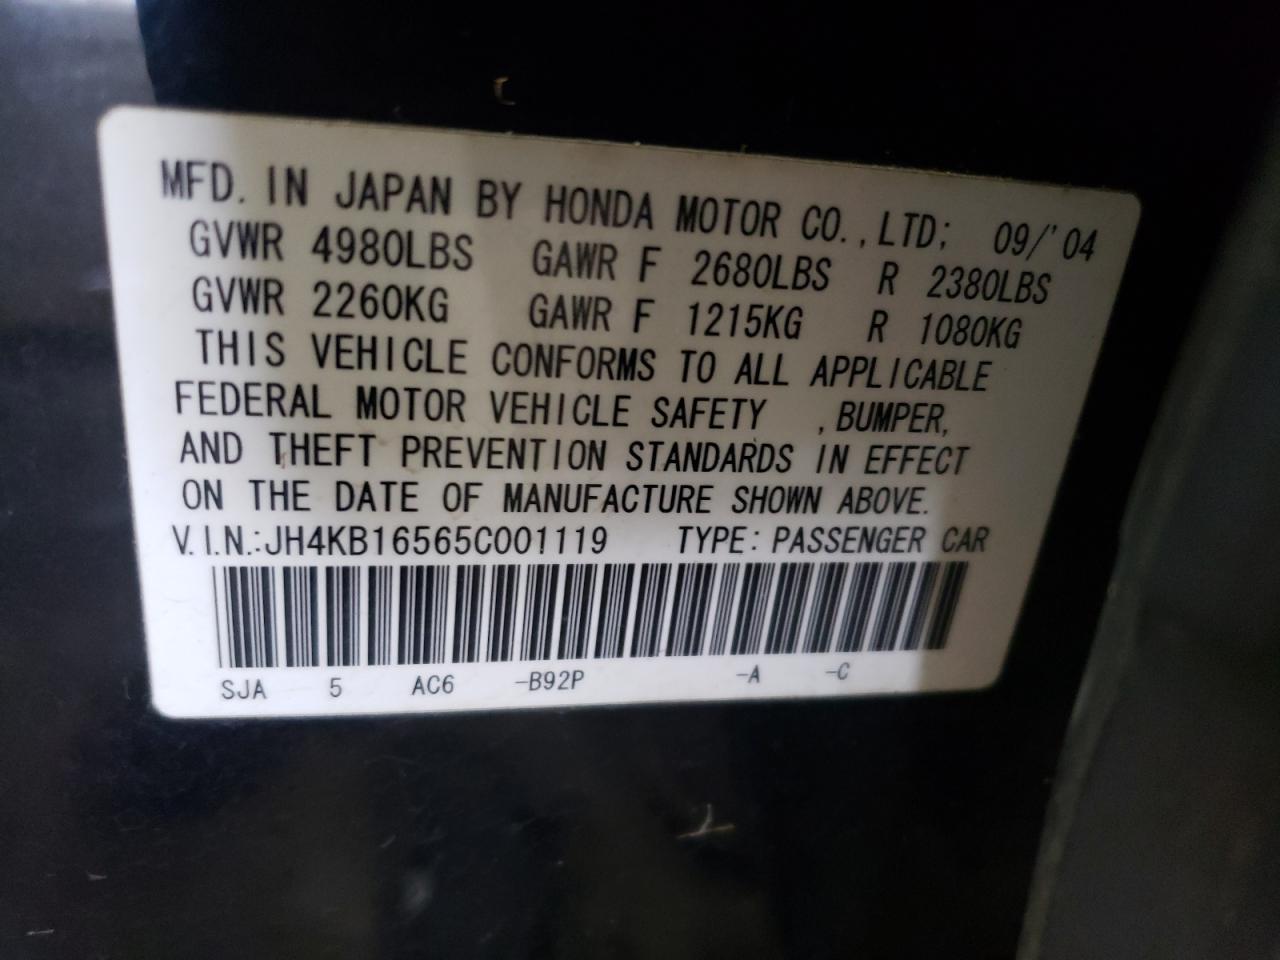 MFD. IN JAPAN BY HONDA MOTOR CO., LTD; 09/'04
GVWR 4980LBS GAWR F 2680LBS R 2380LBS
GVWR 2260KG GAWR F 1215KG R 1080KG
THIS VEHICLE CONFORMS TO ALL APPLICABLE
FEDERAL MOTOR VEHICLE SAFETY , BUMPER,
AND THEFT PREVENTION STANDARDS IN EFFECT
ON THE DATE OF MANUFACTURE SHOWN ABOVE.
V.I.N.:JH4KB16565C001119 TYPE: PASSENGER CAR
SJA 5 AC6 -B92P -A -C